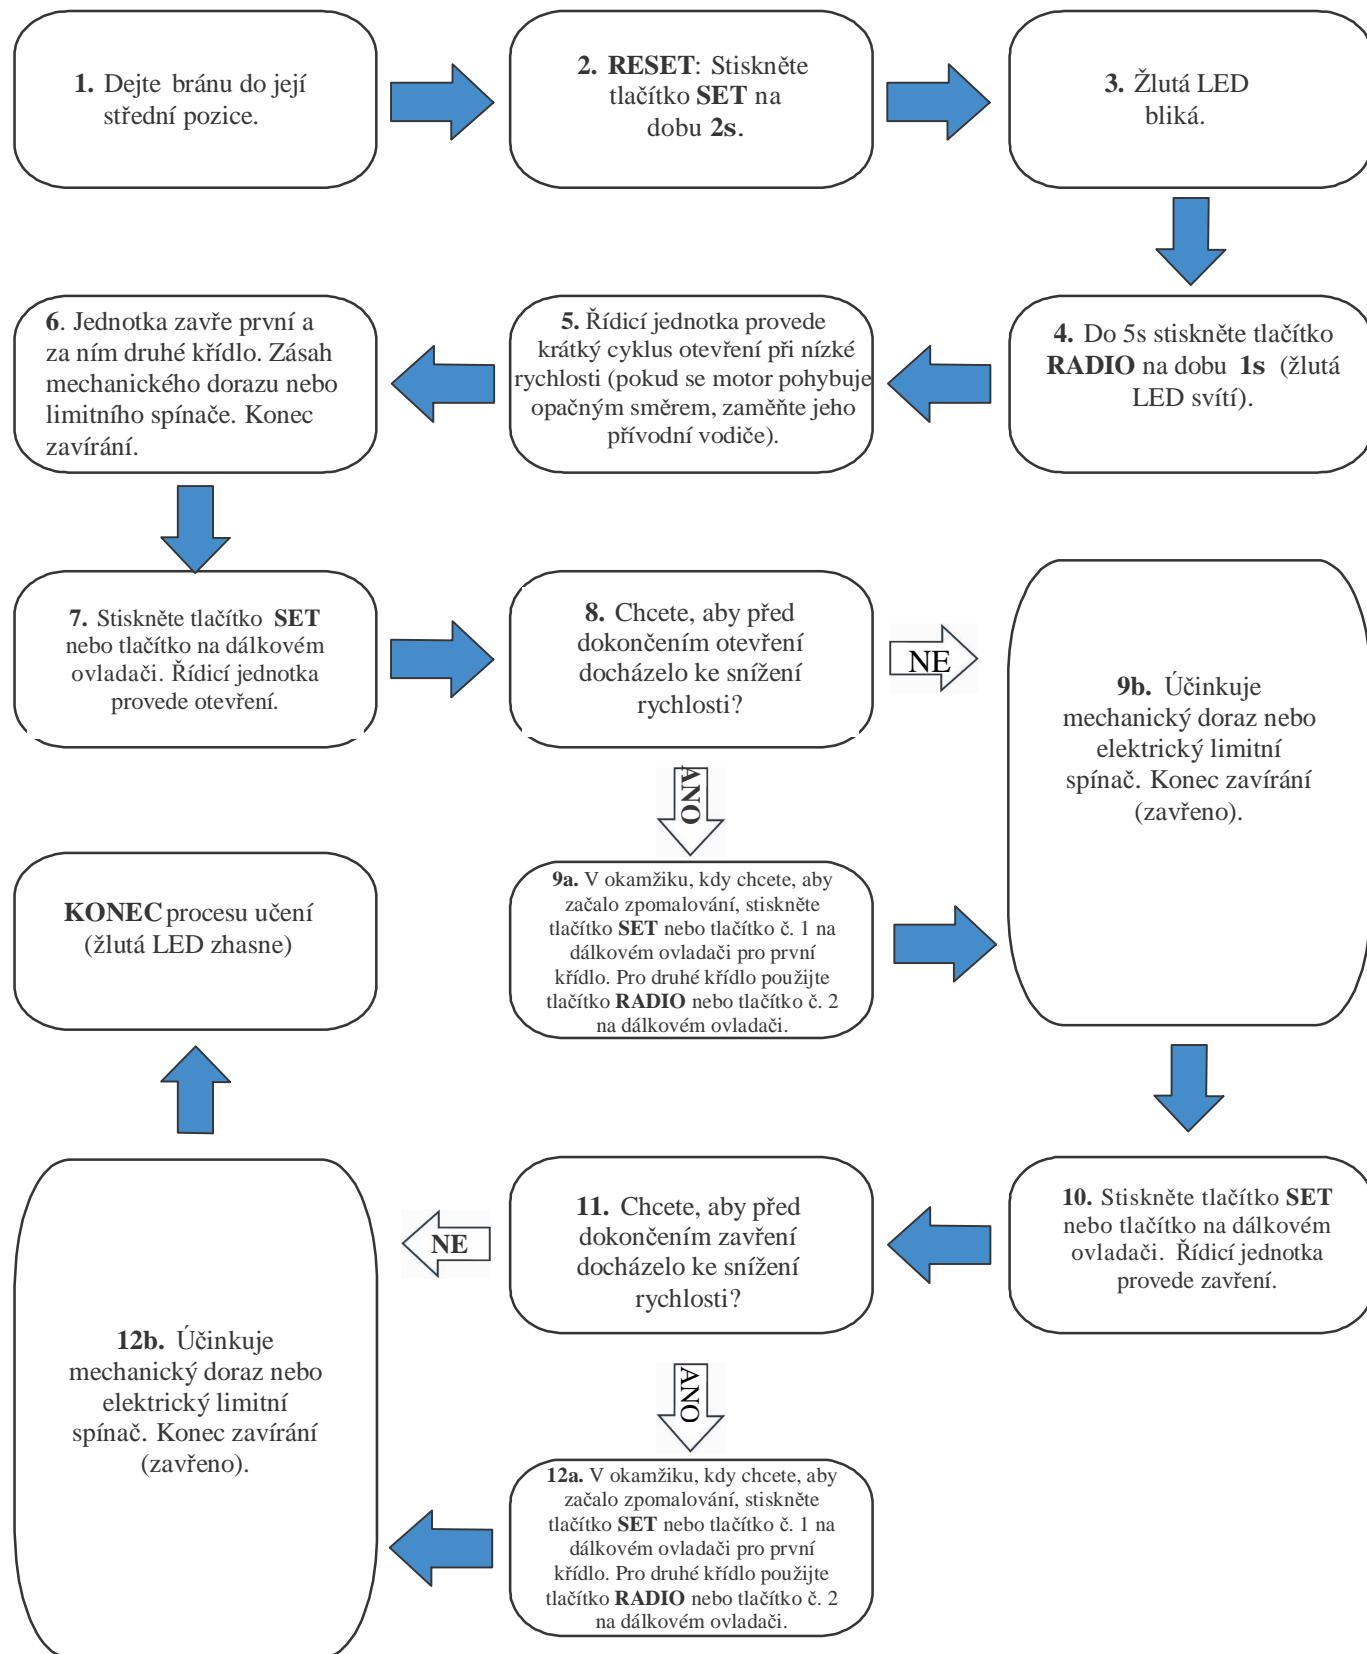 1. Dejte bránu do její
střední pozice.
2. RESET: Stiskněte
tlačítko SET na
dobu 2s.
3. Žlutá LED
bliká.
4. Do 5s stiskněte tlačítko
RADIO na dobu 1s (žlutá
LED svítí).
5. Řídicí jednotka provede
krátký cyklus otevření při nízké
rychlosti (pokud se motor pohybuje
opačným směrem, zaměňte jeho
přívodní vodiče).
6. Jednotka zavře první a
za ním druhé křídlo. Zásah
mechanického dorazu nebo
limitního spínače. Konec
zavírání.
7. Stiskněte tlačítko SET
nebo tlačítko na dálkovém
ovladači. Řídicí jednotka
provede otevření.
8. Chcete, aby před
dokončením otevření
docházelo ke snížení
rychlosti?
NE
ANO
9a. V okamžiku, kdy chcete, aby
začalo zpomalování, stiskněte
tlačítko SET nebo tlačítko č. 1 na
dálkovém ovladači pro první
křídlo. Pro druhé křídlo použijte
tlačítko RADIO nebo tlačítko č. 2
na dálkovém ovladači.
9b. Účinkuje
mechanický doraz nebo
elektrický limitní
spínač. Konec zavírání
(zavřeno).
10. Stiskněte tlačítko SET
nebo tlačítko na dálkovém
ovladači. Řídicí jednotka
provede zavření.
11. Chcete, aby před
dokončením zavření
docházelo ke snížení
rychlosti?
NE
ANO
12a. V okamžiku, kdy chcete, aby
začalo zpomalování, stiskněte
tlačítko SET nebo tlačítko č. 1 na
dálkovém ovladači pro první
křídlo. Pro druhé křídlo použijte
tlačítko RADIO nebo tlačítko č. 2
na dálkovém ovladači.
12b. Účinkuje
mechanický doraz nebo
elektrický limitní
spínač. Konec zavírání
(zavřeno).
KONEC procesu učení
(žlutá LED zhasne)